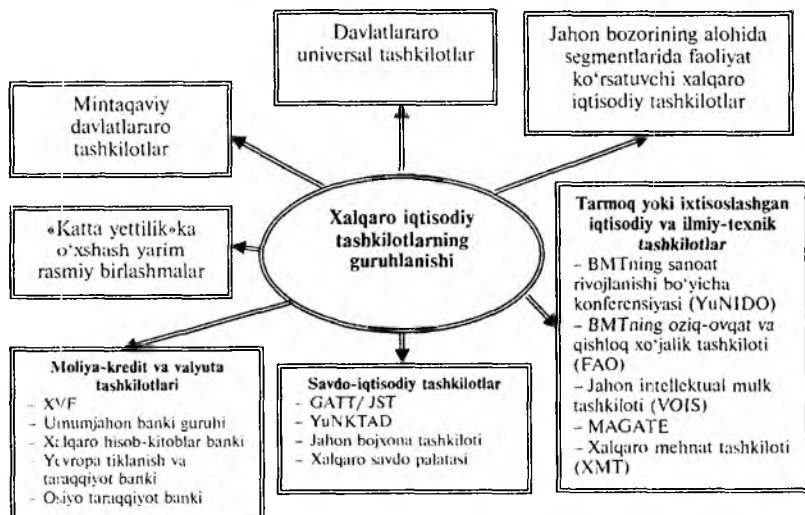 Davlatlararo
universal tashkilotlar
Jahon bozorining alohida
segmentlarida faoliyat
ko‘rsatuvchi xalqaro
iqtisodiy tashkilotlar
Mintaqaviy
davlatlararo
tashkilotlar
Xalqaro iqtisodiy
tashkilotlarning
guruhlanishi
«Katta yettilik»ka
o‘xshash yarim
rasmiy birlashmalar
Tarmoq yoki ixtisoslashgan
iqtisodiy va ilmiy-texnik
tashkilotlar
– BMTning sanoat
rivojlanishi bo‘yicha
konferensiyasi (YuNIDO)
– BMTning oziq-ovqat va
qishloq xo‘jalik tashkiloti
(FAO)
– Jahon intellektual mulk
tashkiloti (VOIS)
– MAGATE
– Xalqaro mehnat tashkiloti
(XMT)
Moliya-kredit va valyuta
tashkilotlari
– XVF
– Umumjahon banki guruhi
– Xalqaro hisob-kitoblar banki
– Yevropa tiklanish va
taraqqiyot banki
– Osiyo taraqqiyot banki
Savdo-iqtisodiy tashkilotlar
– GATT/ JST
– YuNKTAD
– Jahon bojxona tashkiloti
– Xalqaro savdo palatasi